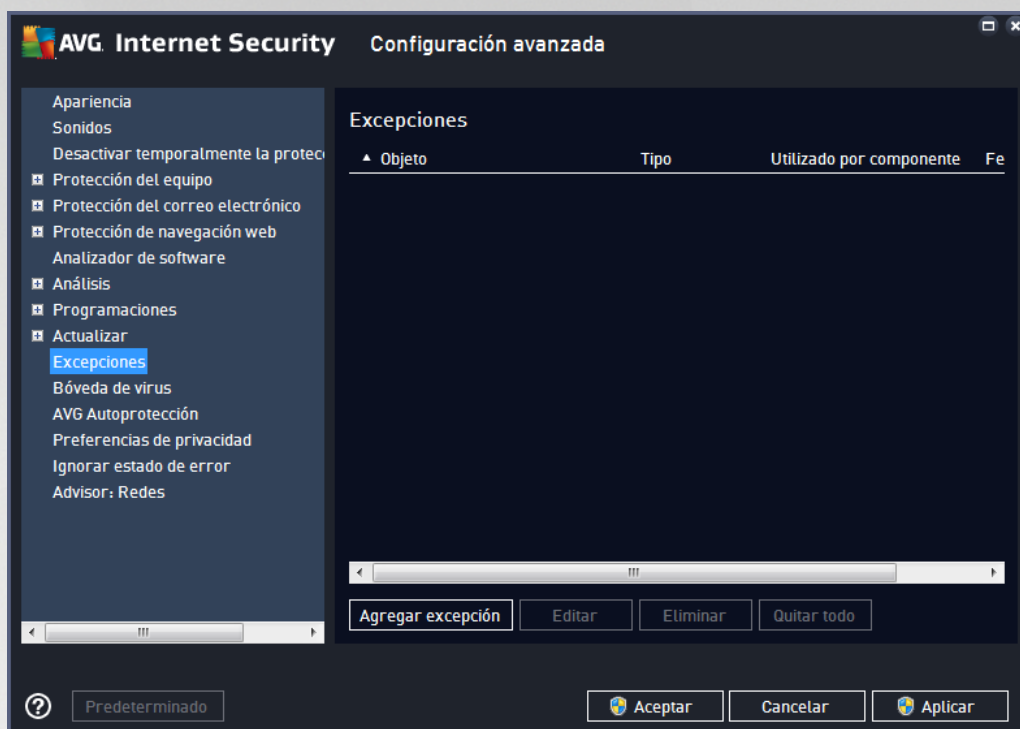 AVG. Internet Security Configuración avanzada
Apariencia
Sonidos
Desactivar temporalmente la protec
Protección del equipo
Protección del correo electrónico
Protección de navegación web
Analizador de software
Análisis
Programaciones
Actualizar
Excepciones
Bóveda de virus
AVG Autoprotección
Preferencias de privacidad
Ignorar estado de error
Advisor: Redes
Excepciones
Objeto Tipo Utilizado por componente Fe
Agregar excepción Editar Eliminar Quitar todo
? Predeterminado Aceptar Cancelar Aplicar